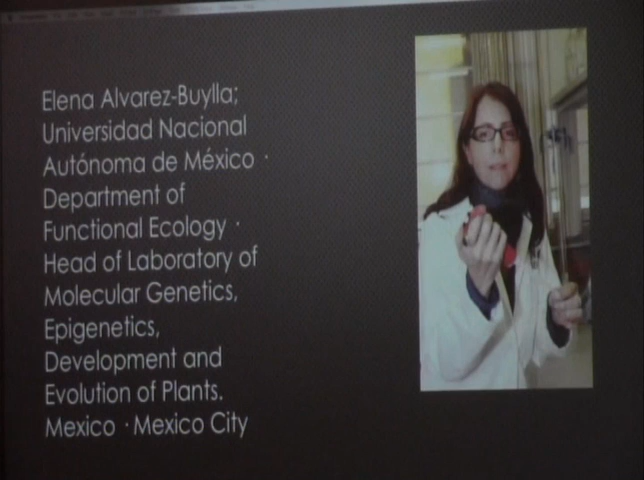 Elena Alvarez-Buylla;
Universidad Nacional
Autónoma de México ·
Department of
Functional Ecology ·
Head of Laboratory of
Molecular Genetics,
Epigenetics,
Development and
Evolution of Plants.
Mexico · Mexico City